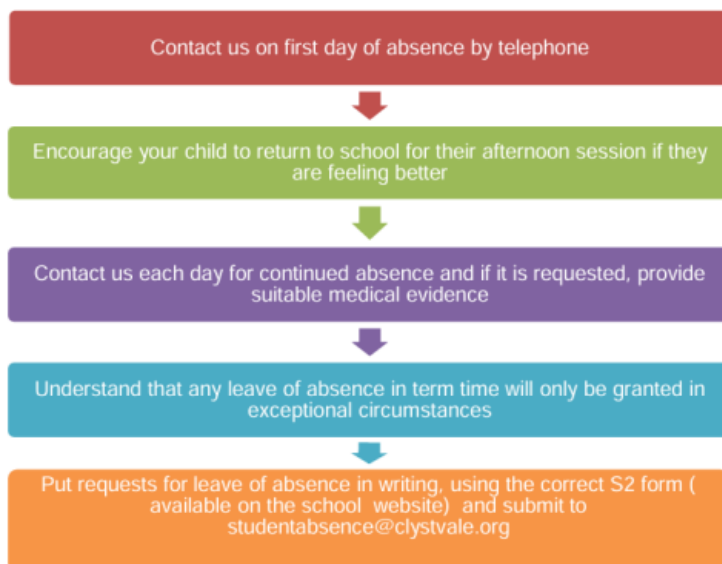 Contact us on first day of absence by telephone
Encourage your child to return to school for their afternoon session if they
are feeling better
Contact us each day for continued absence and if it is requested, provide
suitable medical evidence
Understand that any leave of absence in term time will only be granted in
exceptional circumstances
Put requests for leave of absence in writing, using the correct S2 form (
available on the school  website)  and submit to
studentabsence@clystvale.org